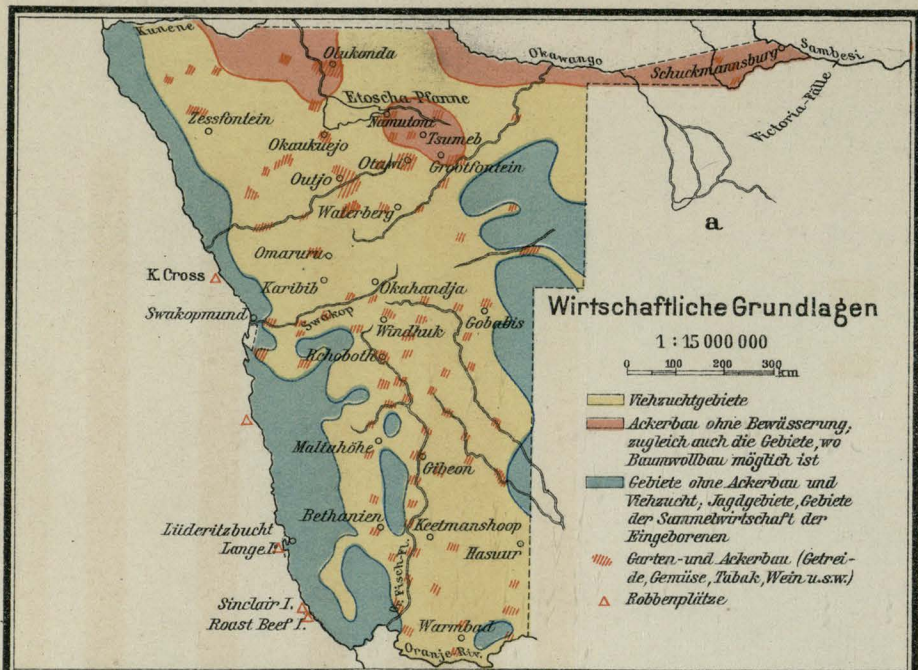 Kunene
Olukonda
Okawango
Sambesi
Schuckmannsburg
Victoria-Fälle
Etoscha-Pfanne
Zessfontein
Namutoni
Tsumeb
Okaukuejo
Otawi
Grootfontein
Outjo
Waterberg
a
Omaruru
K. Cross
Karibib
Okahandja
Swakopmund
Swakop
Windhuk
Gobabis
Rehoboth
Maltahöhe
Gibeon
Bethanien
Keetmanshoop
Lüderitzbucht
Lange I.
Hasuur
Fisch-Fl.
Sinclair I.
Roast Beef I.
Warmbad
Oranje Riv.
Wirtschaftliche Grundlagen
1 : 15 000 000
0 100 200 300 km
Viehzuchtgebiete
Ackerbau ohne Bewässerung,
zugleich auch die Gebiete, wo
Baumwollbau möglich ist
Gebiete ohne Ackerbau und
Viehzucht; Jagdgebiete, Gebiete
der Sammelwirtschaft der
Eingeborenen
Garten- und Ackerbau (Getrei-
de, Gemüse, Tabak, Wein u.s.w.)
Robbenplätze